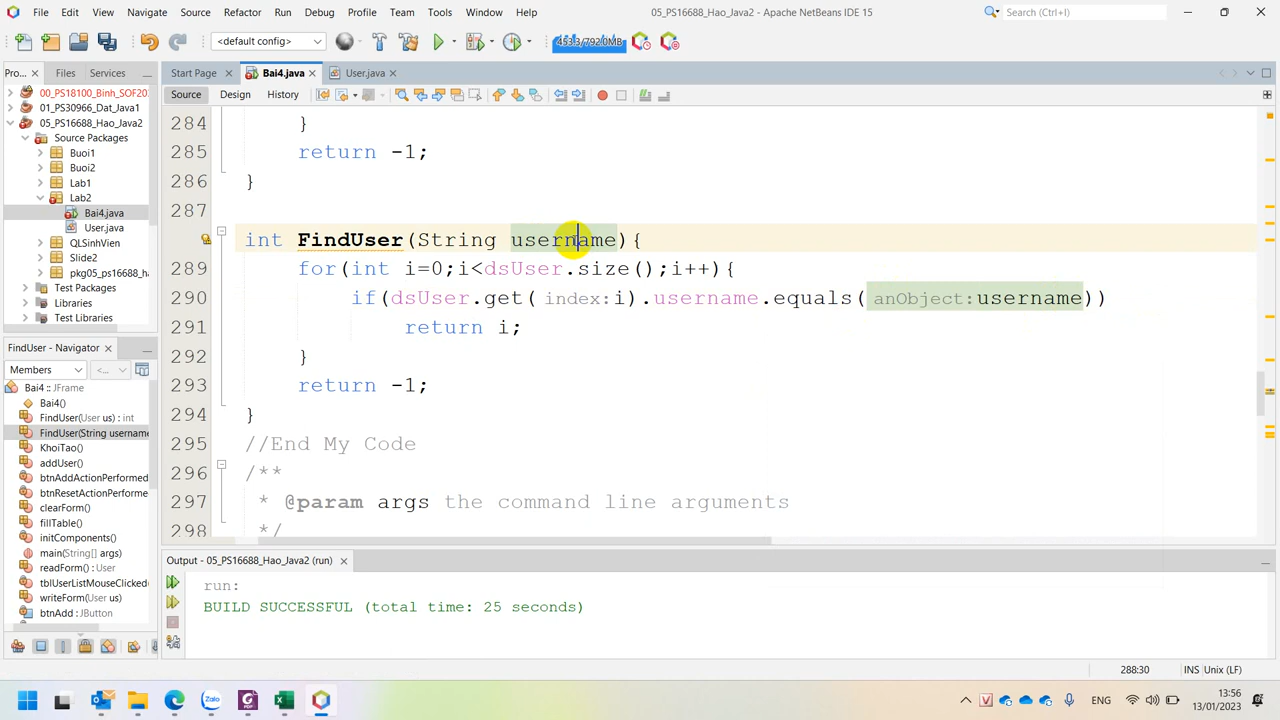 File Edit View Navigate Source Refactor Run Debug Profile Team Tools Window Help 05_PS16688_Hao_Java2 - Apache NetBeans IDE 15 Search (Ctrl+I)
<default config> 453.3/792.0MB
Pro... Files Services Start Page Bai4.java User.java
Source Design History
00_PS18100_Binh_SOF20
01_PS30966_Dat_Java1
05_PS16688_Hao_Java2
Source Packages
Buoi1
Buoi2
Lab1
Lab2
Bai4.java
User.java
QLSinhVien
Slide2
pkg05_ps16688_h
Test Packages
Libraries
Test Libraries
284 }
285 return -1;
286 }
287
int FindUser(String username){
289 for(int i=0;i<dsUser.size();i++){
290 if(dsUser.get( index: i).username.equals( anObject: username))
291 return i;
292 }
293 return -1;
294 }
295 //End My Code
296 /**
297 * @param args the command line arguments
298 */
FindUser - Navigator
Members <...
Bai4 :: JFrame
Bai4()
FindUser(User us) : int
FindUser(String username
KhoiTao()
addUser()
btnAddActionPerformed
btnResetActionPerforme
clearForm()
fillTable()
initComponents()
main(String[] args)
readForm() : User
tblUserListMouseClicked
writeForm(User us)
btnAdd : JButton
Output - 05_PS16688_Hao_Java2 (run)
run:
BUILD SUCCESSFUL (total time: 25 seconds)
288:30 INS Unix (LF)
ENG 13:56
13/01/2023